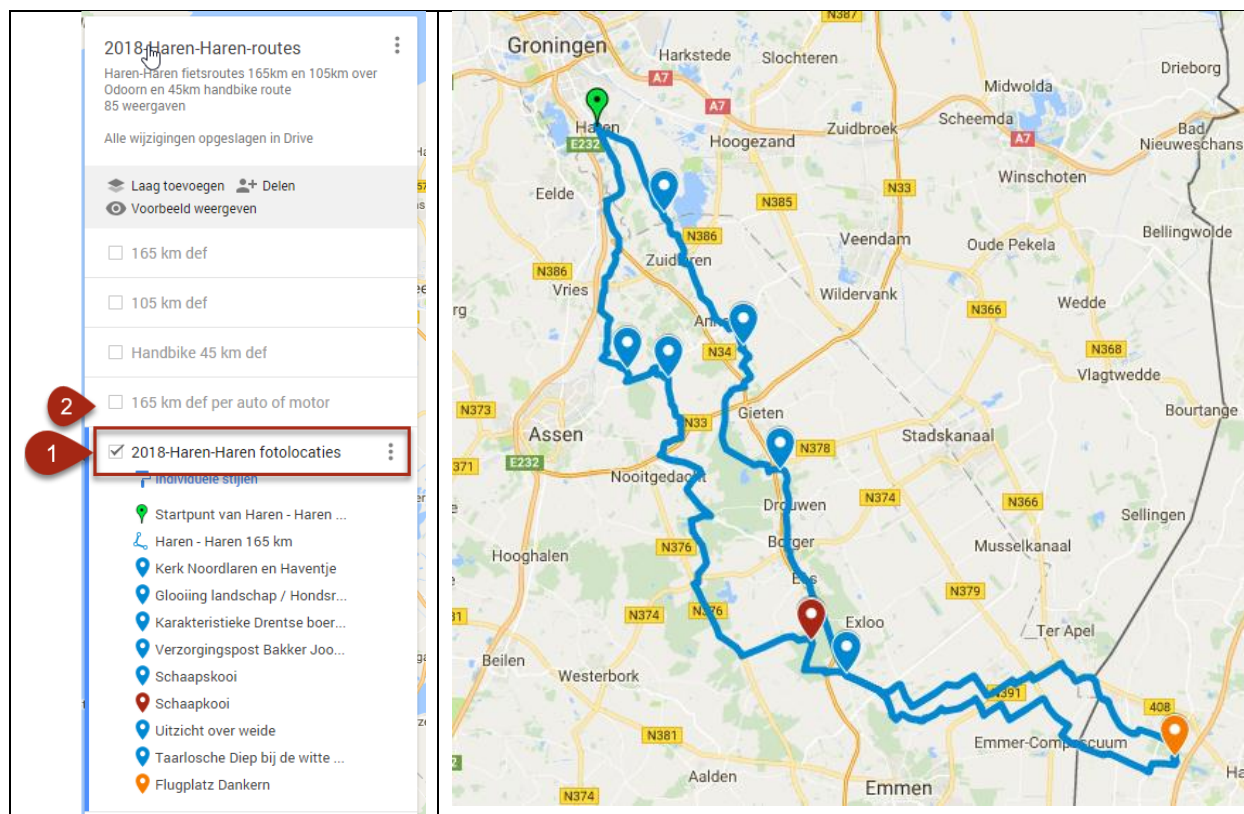 2018-Haren-Haren-routes
Haren-Haren fietsroutes 165km en 105km over
Odoorn en 45km handbike route
85 weergaven
Alle wijzigingen opgeslagen in Drive
Laag toevoegen Delen
Voorbeeld weergeven
165 km def
105 km def
Handbike 45 km def
2
165 km def per auto of motor
1
2018-Haren-Haren fotolocaties
Individuele stijlen
Startpunt van Haren - Haren ...
Haren - Haren 165 km
Kerk Noordlaren en Haventje
Glooiing landschap / Hondsr...
Karakteristieke Drentse boer...
Verzorgingspost Bakker Joo...
Schaapskooi
Schaapkooi
Uitzicht over weide
Taarlosche Diep bij de witte ...
Flugplatz Dankern
N387
Groningen
Harkstede
Slochteren
Drieborg
A7
Midwolda
A7
Scheemda
Haren
Zuidbroek
A7
Bad
Nieuweschans
E232
Hoogezand
Winschoten
Eelde
N33
N385
Bellingwolde
N386
Veendam
Oude Pekela
Zuidlaren
N386
Vries
Wildervank
Wedde
N366
N34
N368
Vlagtwedde
N373
Gieten
Bourtange
N33
Assen
Stadskanaal
N378
E232
371
Nooitgedacht
N374
N366
Drouwen
Sellingen
N376
Borger
Musselkanaal
Hooghalen
N379
N374
N376
Exloo
Ter Apel
Beilen
Westerbork
N391
408
N381
Emmer-Compascuum
Aalden
Emmen
N374